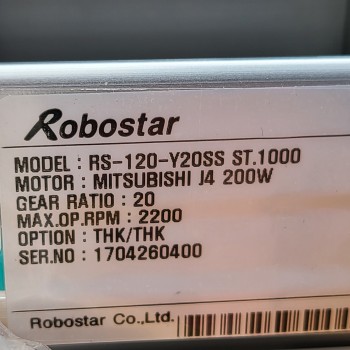 Robostar
MODEL : RS-120-Y20SS ST.1000
MOTOR : MITSUBISHI J4 200W
GEAR RATIO : 20
MAX.OP.RPM : 2200
OPTION : THK/THK
SER.NO : 1704260400
Robostar Co.,Ltd.